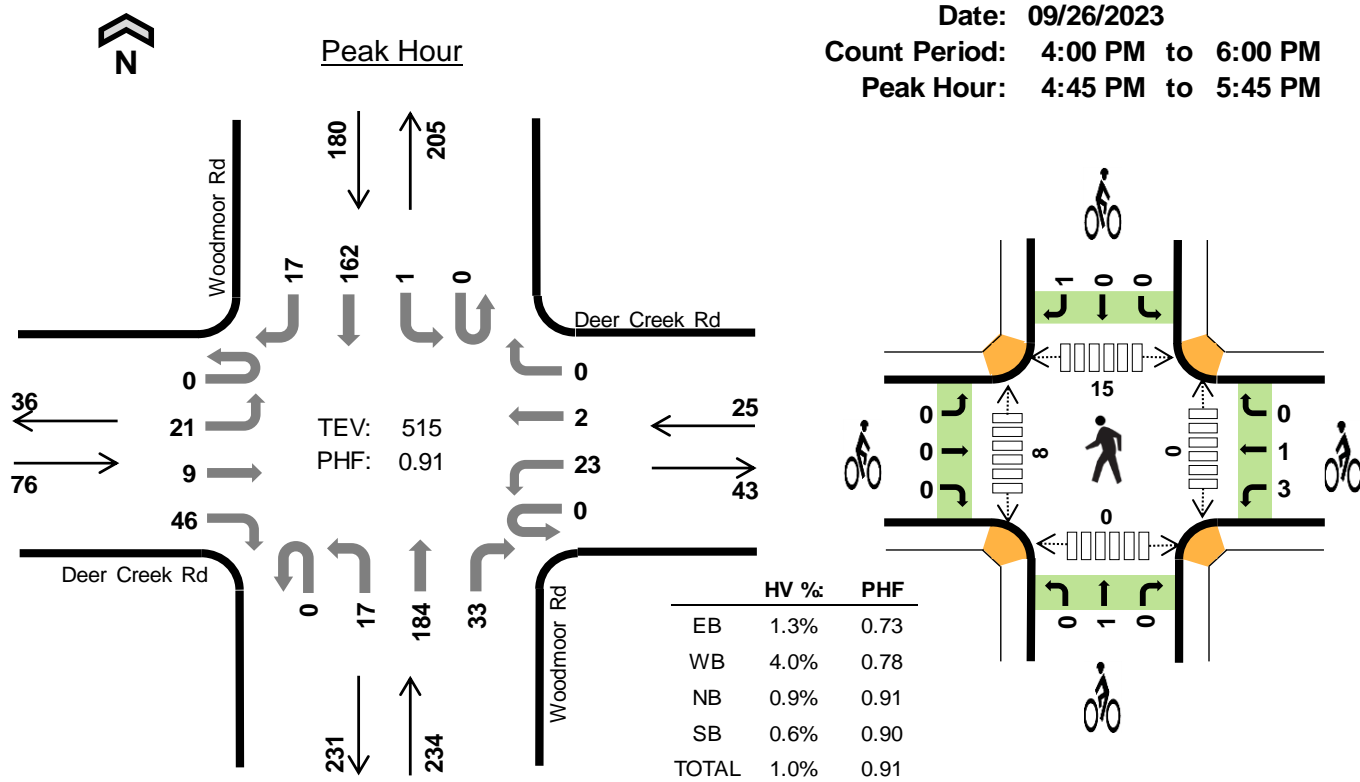 Date: 09/26/2023
Count Period: 4:00 PM to 6:00 PM
Peak Hour: 4:45 PM to 5:45 PM
N
Peak Hour
180
205
Woodmoor Rd
17
162
1
0
Deer Creek Rd
0
21
9
46
36
76
TEV: 515
PHF: 0.91
0
2
23
0
25
43
Deer Creek Rd
0
17
184
33
Woodmoor Rd
231
234
HV %: PHF
EB 1.3% 0.73
WB 4.0% 0.78
NB 0.9% 0.91
SB 0.6% 0.90
TOTAL 1.0% 0.91
1 0 0
15
0
0
0
8
0
0
1
3
0
0 1 0